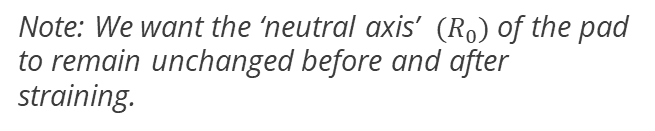 Note: We want the ‘neutral axis’ (R₀) of the pad
to remain unchanged before and after
straining.